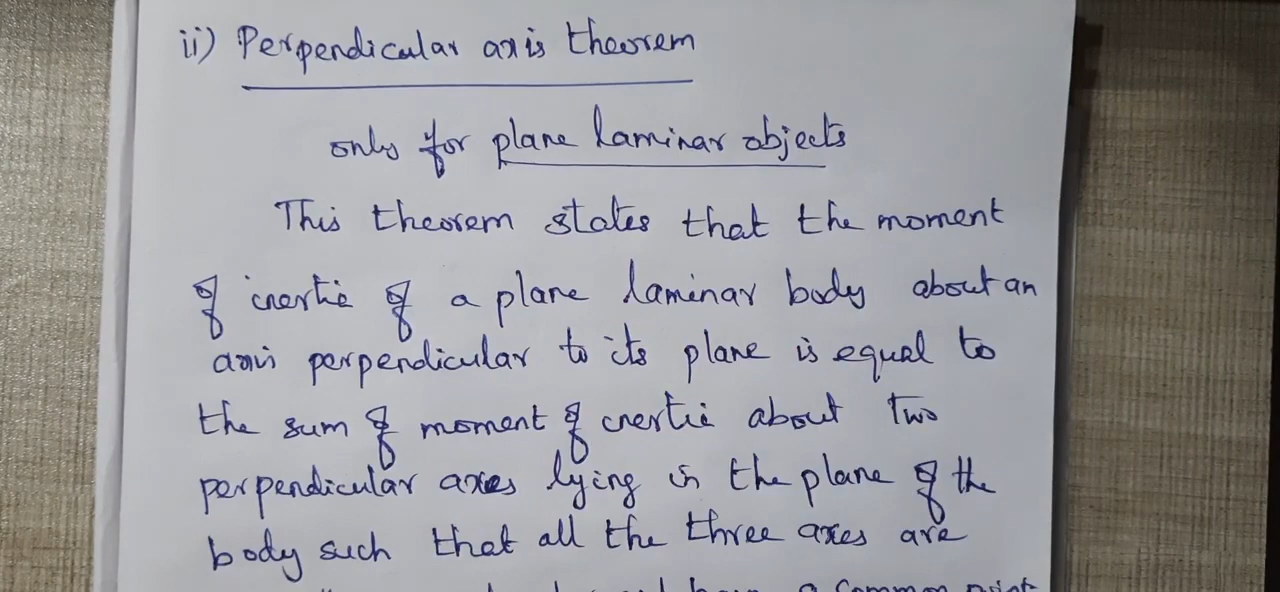 ii) Perpendicular axis theorem
only for plane laminar objects
This theorem states that the moment
of inertia of a plane laminar body about an
axis perpendicular to its plane is equal to
the sum of moment of inertia about two
perpendicular axes lying in the plane of the
body such that all the three axes are
a common point